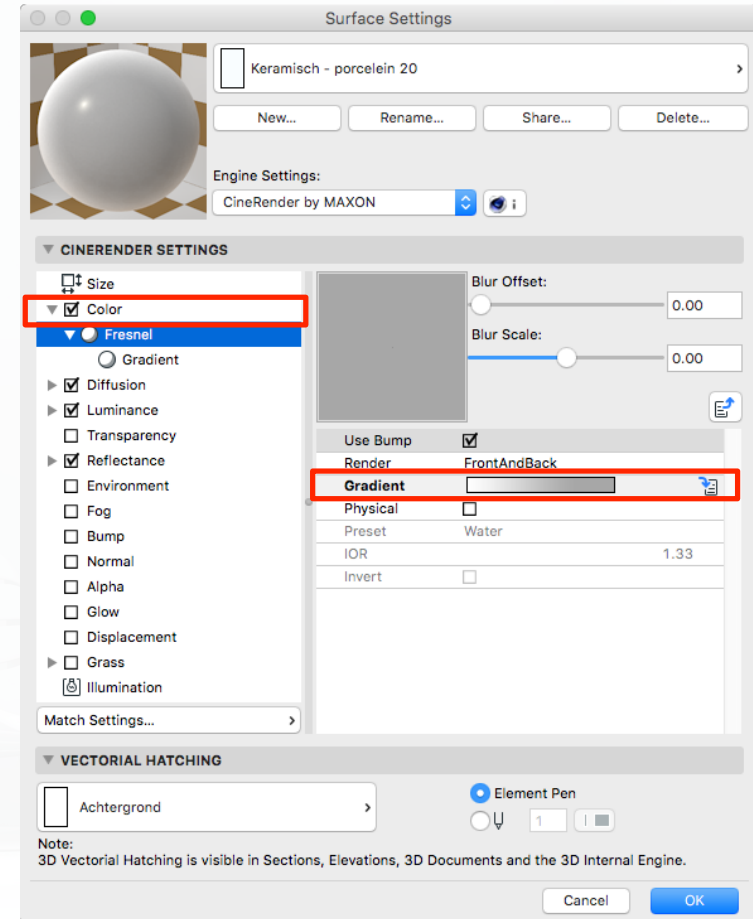 Surface Settings
Keramisch - porcelein 20
New... Rename... Share... Delete...
Engine Settings:
CineRender by MAXON
CINERENDER SETTINGS
Size
Color
Fresnel
Gradient
Diffusion
Luminance
Transparency
Reflectance
Environment
Fog
Bump
Normal
Alpha
Glow
Displacement
Grass
Illumination
Match Settings...
Blur Offset:
0.00
Blur Scale:
0.00
Use Bump
Render FrontAndBack
Gradient
Physical
Preset Water
IOR 1.33
Invert
VECTORIAL HATCHING
Achtergrond
Element Pen
1
Note:
3D Vectorial Hatching is visible in Sections, Elevations, 3D Documents and the 3D Internal Engine.
Cancel OK